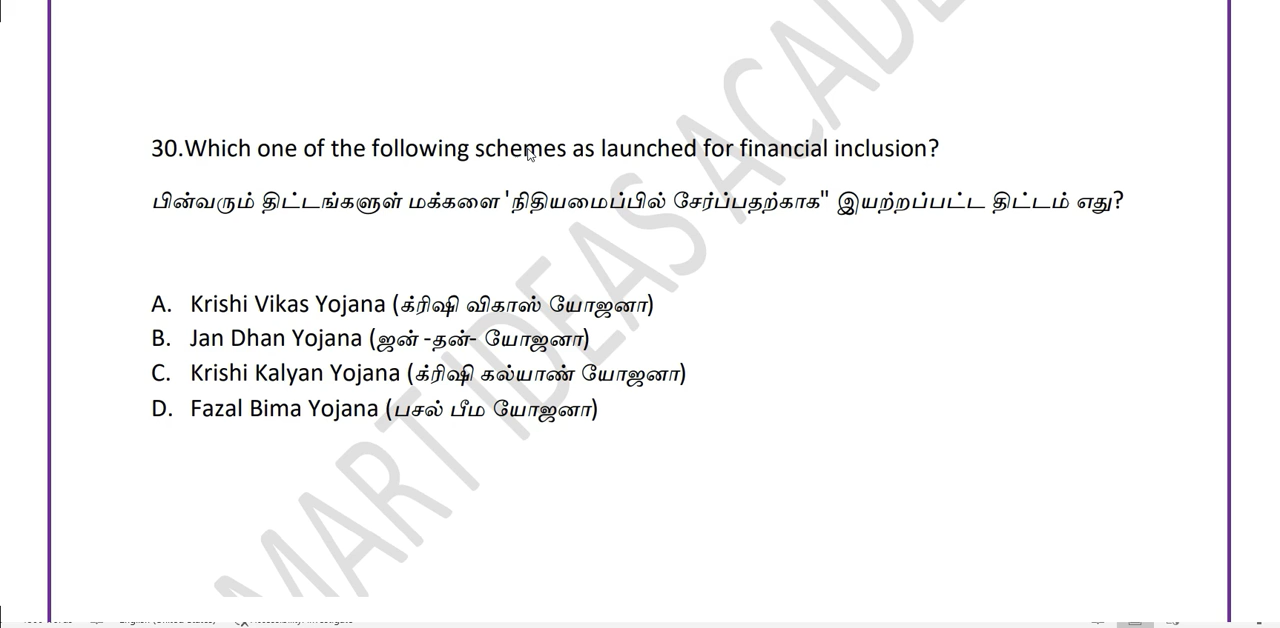 30.Which one of the following schemes as launched for financial inclusion?
பின்வரும் திட்டங்களுள் மக்களை 'நிதியமைப்பில் சேர்ப்பதற்காக" இயற்றப்பட்ட திட்டம் எது?
A. Krishi Vikas Yojana (க்ரிஷி விகாஸ் யோஜனா)
B. Jan Dhan Yojana (ஜன் -தன்- யோஜனா)
C. Krishi Kalyan Yojana (க்ரிஷி கல்யாண் யோஜனா)
D. Fazal Bima Yojana (பசல் பீம யோஜனா)
MART IDEAS ACAD